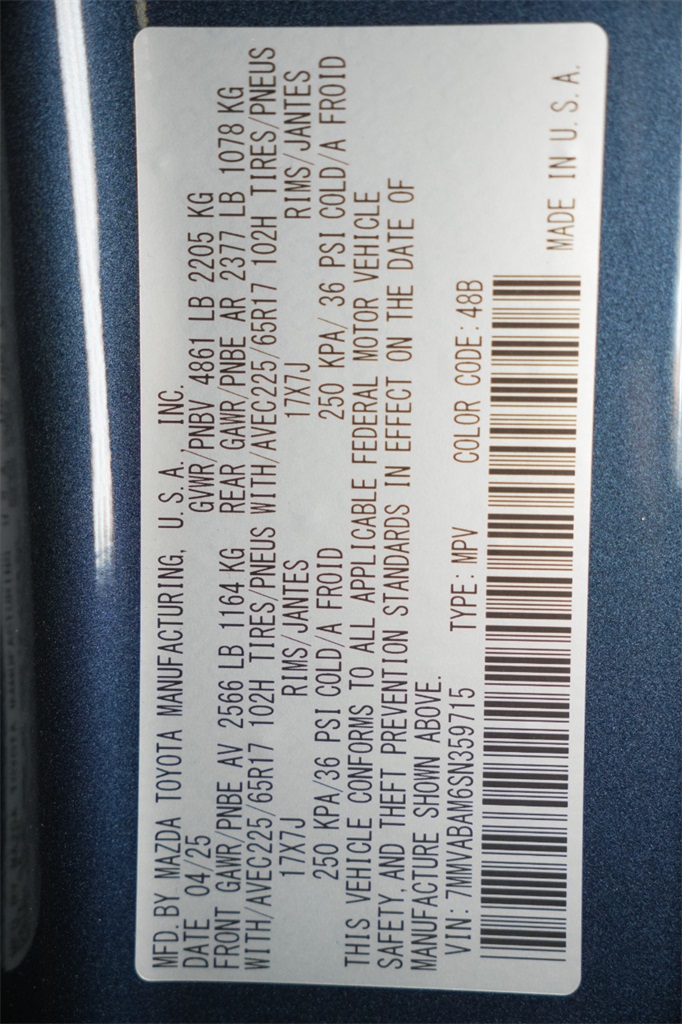 MFD. BY MAZDA TOYOTA MANUFACTURING, U.S.A, INC.
DATE 04/25 GVWR/PNBV 4861 LB 2205 KG
FRONT GAWR/PNBE AV 2566 LB 1164 KG REAR GAWR/PNBE AR 2377 LB 1078 KG
WITH/AVEC225/65R17 102H TIRES/PNEUS WITH/AVEC225/65R17 102H TIRES/PNEUS
17X7J RIMS/JANTES 17X7J RIMS/JANTES
250 KPA/36 PSI COLD/A FROID 250 KPA/ 36 PSI COLD/A FROID
THIS VEHICLE CONFORMS TO ALL APPLICABLE FEDERAL MOTOR VEHICLE
SAFETY, AND THEFT PREVENTION STANDARDS IN EFFECT ON THE DATE OF
MANUFACTURE SHOWN ABOVE.
VIN: 7MMVABAM6SN359715 TYPE: MPV COLOR CODE: 48B
MADE IN U.S.A.